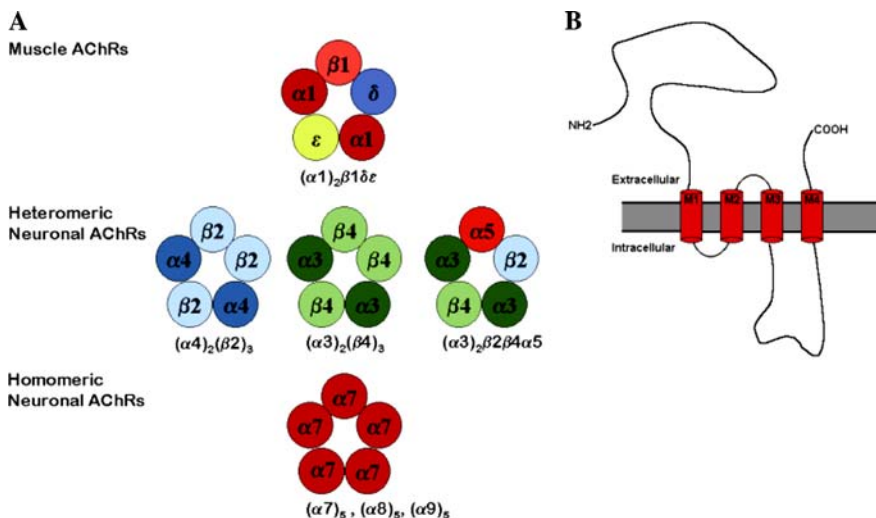 A
Muscle AChRs
β1
α1
δ
ε
α1
(α1)₂β1δε
Heteromeric
Neuronal AChRs
β2
α4
β2
β2
α4
(α4)₂(β2)₃
β4
α3
β4
β4
α3
(α3)₂(β4)₃
α5
α3
β2
β4
α3
(α3)₂β2β4α5
Homomeric
Neuronal AChRs
α7
α7
α7
α7
α7
(α7)₅ , (α8)₅, (α9)₅
B
NH2
COOH
Extracellular
M1
M2
M3
M4
Intracellular